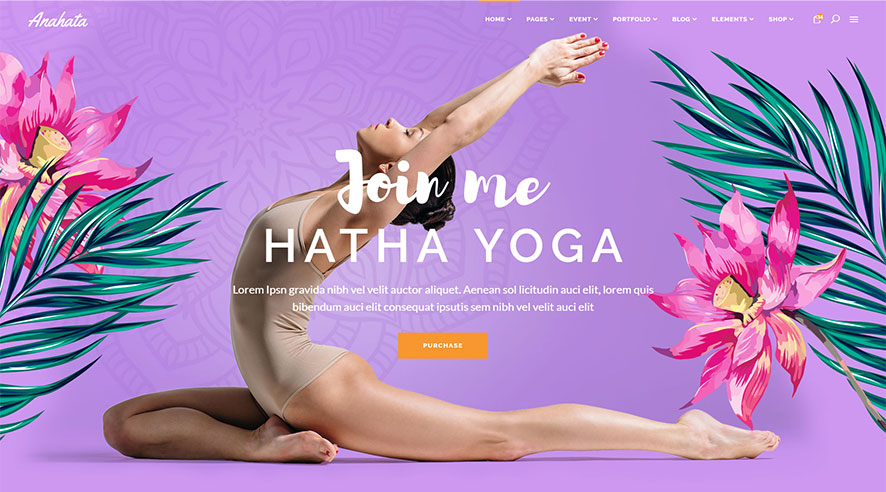 Anahata
HOME PAGES EVENT PORTFOLIO BLOG ELEMENTS SHOP
Join me
HATHA YOGA
Lorem Ipsn gravida nibh vel velit auctor aliquet. Aenean sol licitudin auci elit, lorem quis
bibendum auci elit consequat ipsutis sem nibh vel velit auci elit
PURCHASE